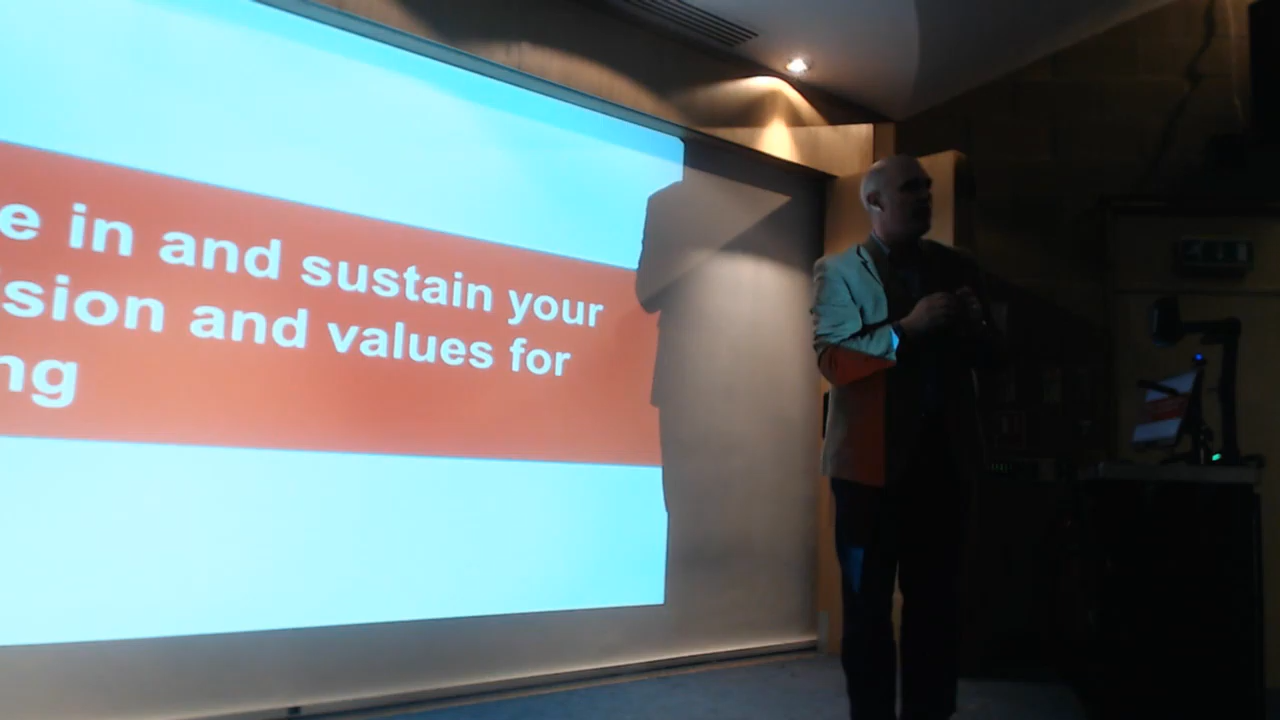 e in and sustain your
sion and values for
ng